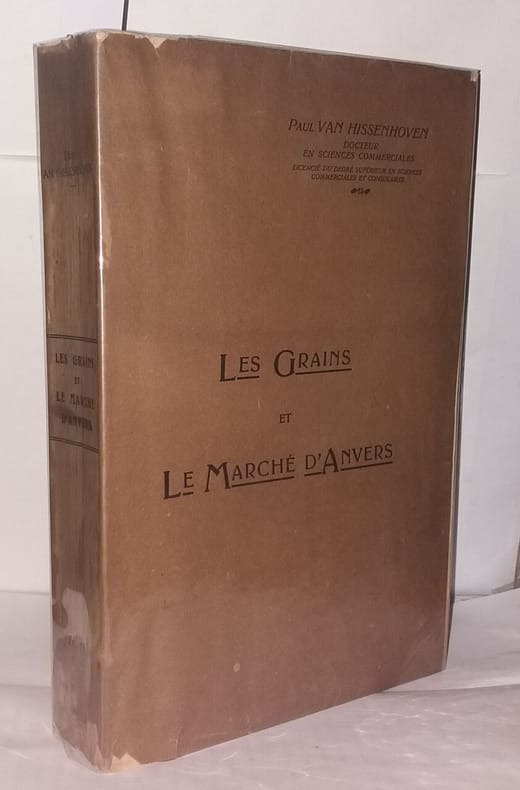 PAUL VAN HISSENHOVEN
DOCTEUR
EN SCIENCES COMMERCIALES
LICENCIÉ DU DEGRÉ SUPÉRIEUR EN SCIENCES
COMMERCIALES ET CONSULAIRES
LES GRAINS
ET
LE MARCHÉ D'ANVERS
LES GRAINS
ET
LE MARCHÉ
D'ANVERS